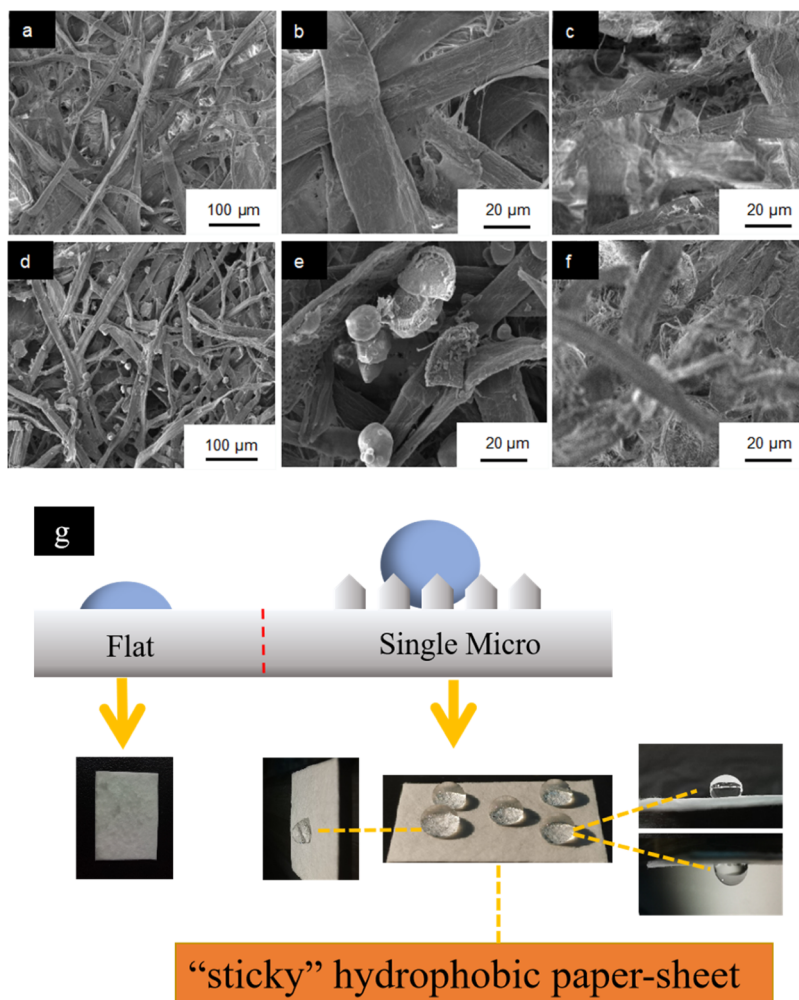 a
b
c
100 µm
20 µm
20 µm
d
e
f
100 µm
20 µm
20 µm
g
Flat
Single Micro
“sticky” hydrophobic paper-sheet